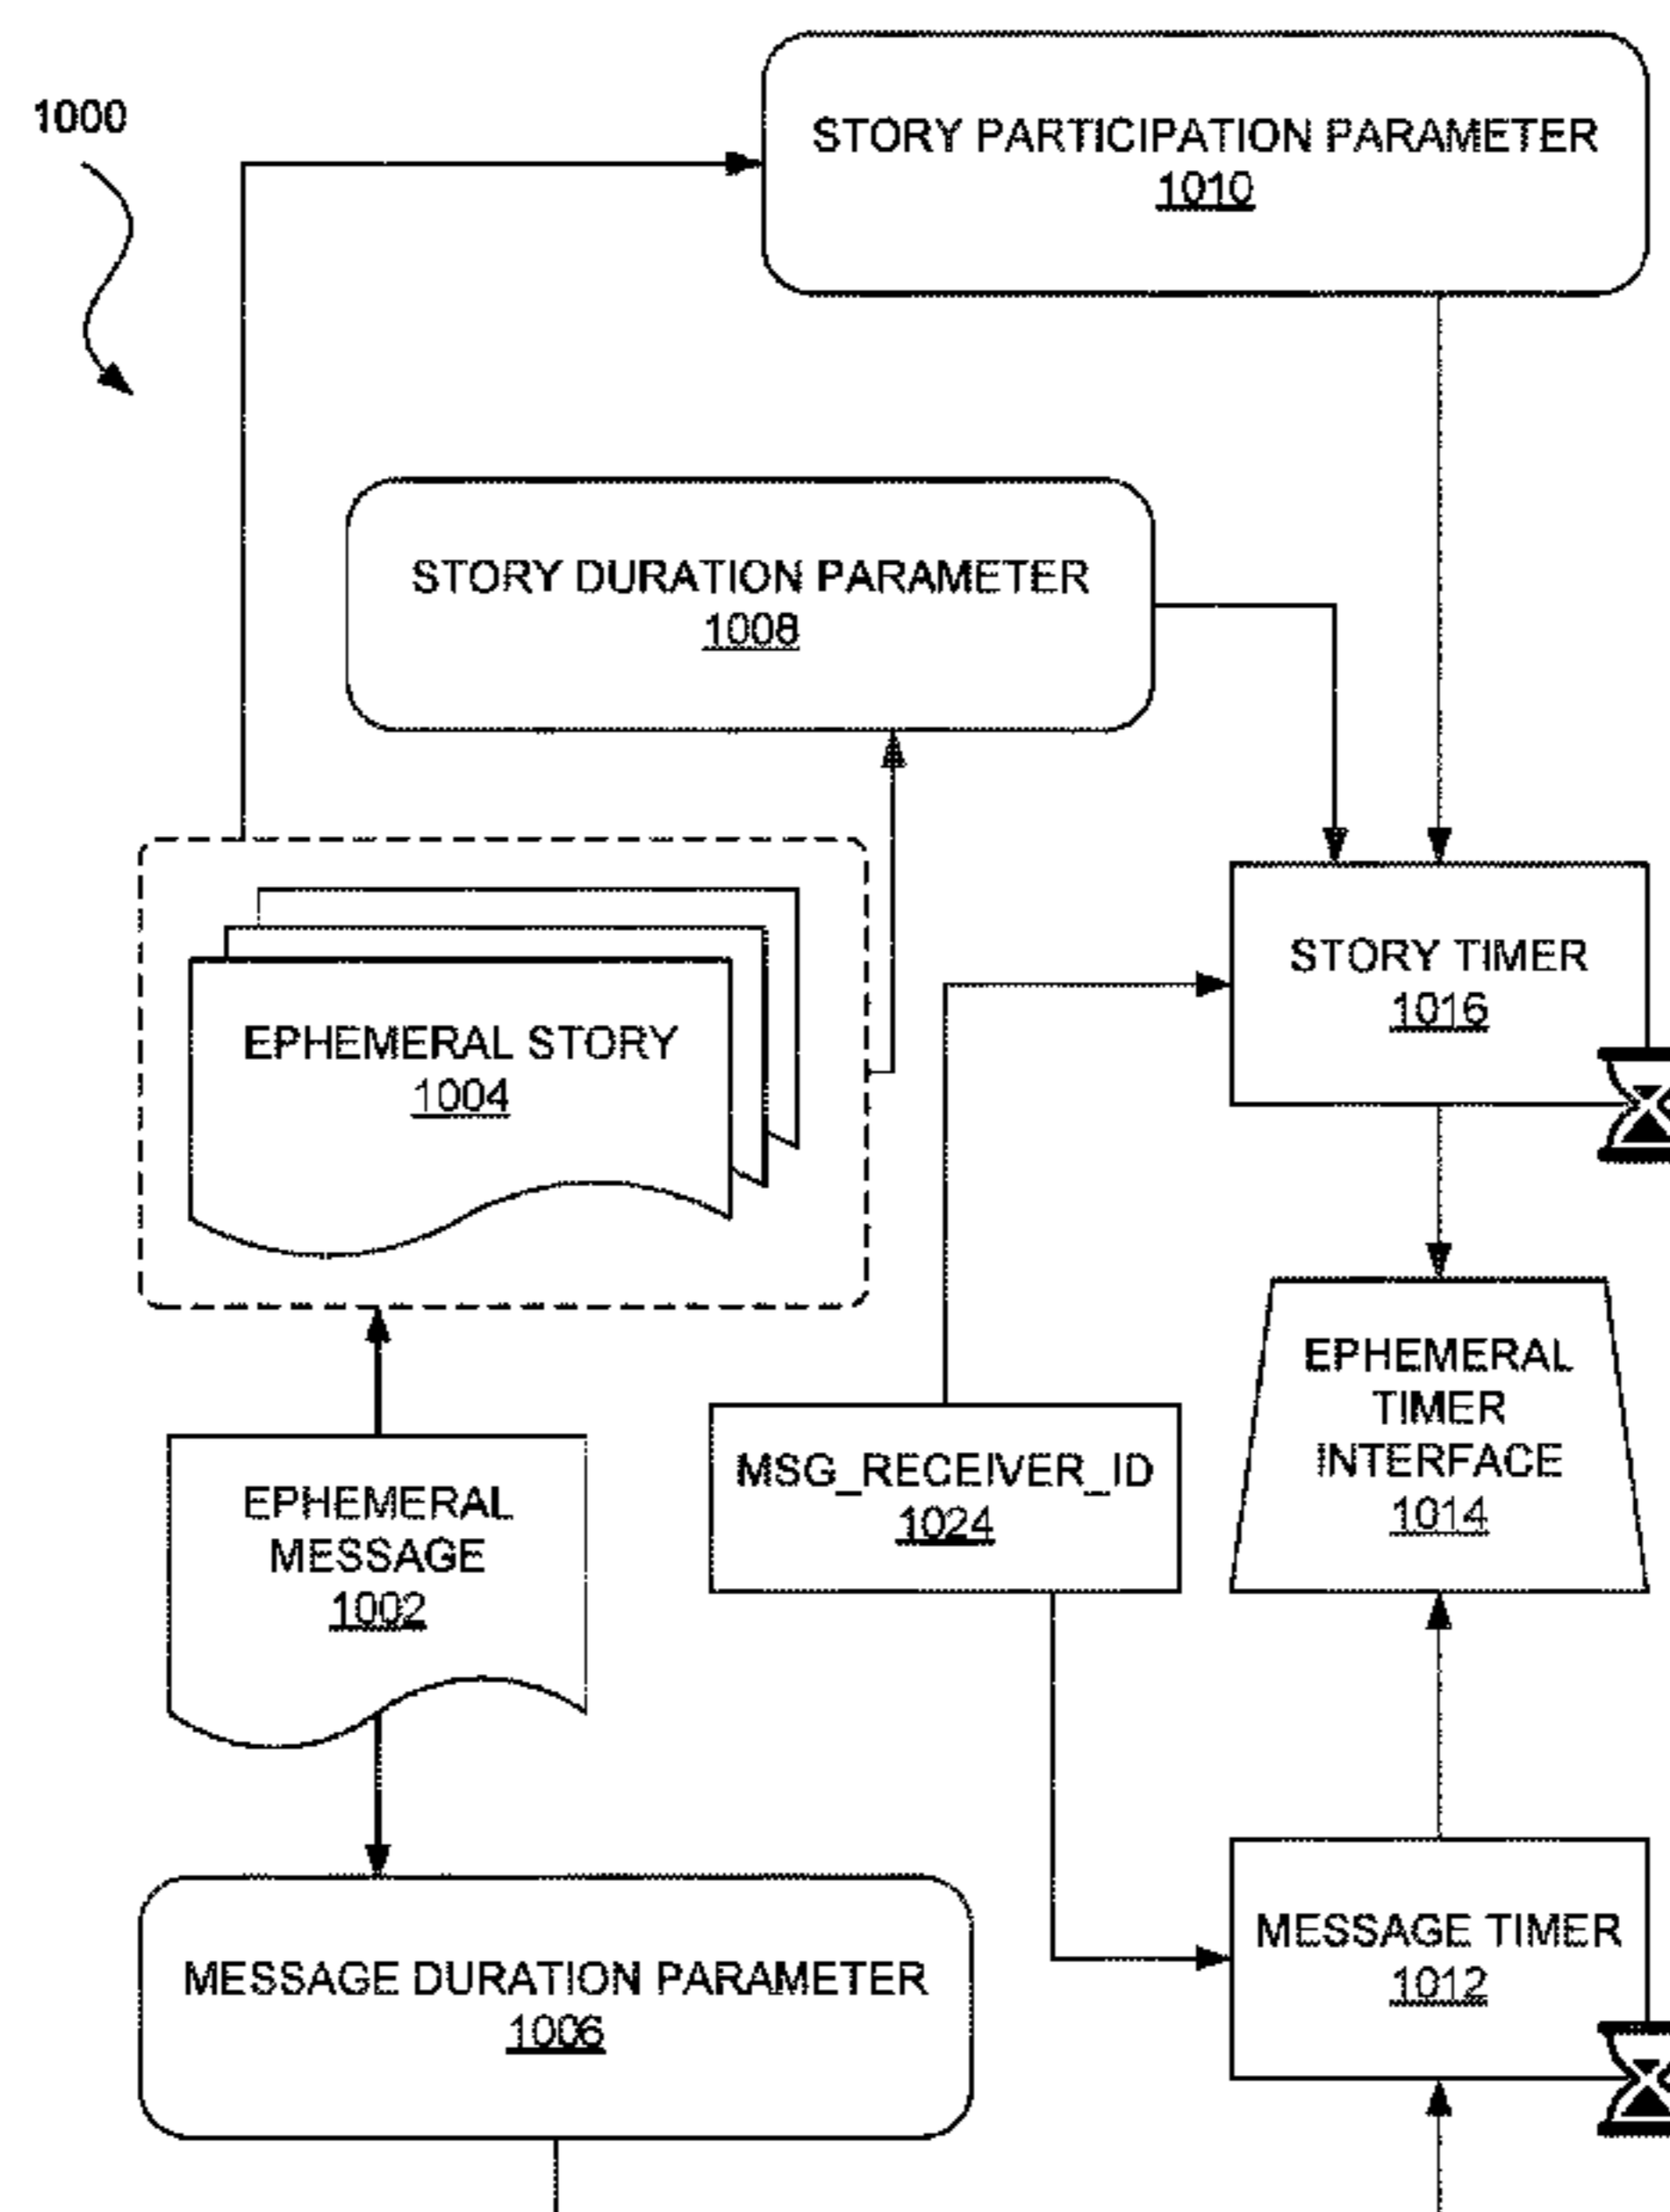 1000
STORY PARTICIPATION PARAMETER
1010
STORY DURATION PARAMETER
1008
STORY TIMER
1016
EPHEMERAL STORY
1004
EPHEMERAL
TIMER
INTERFACE
1014
MSG_RECEIVER_ID
1024
EPHEMERAL
MESSAGE
1002
MESSAGE TIMER
1012
MESSAGE DURATION PARAMETER
1006